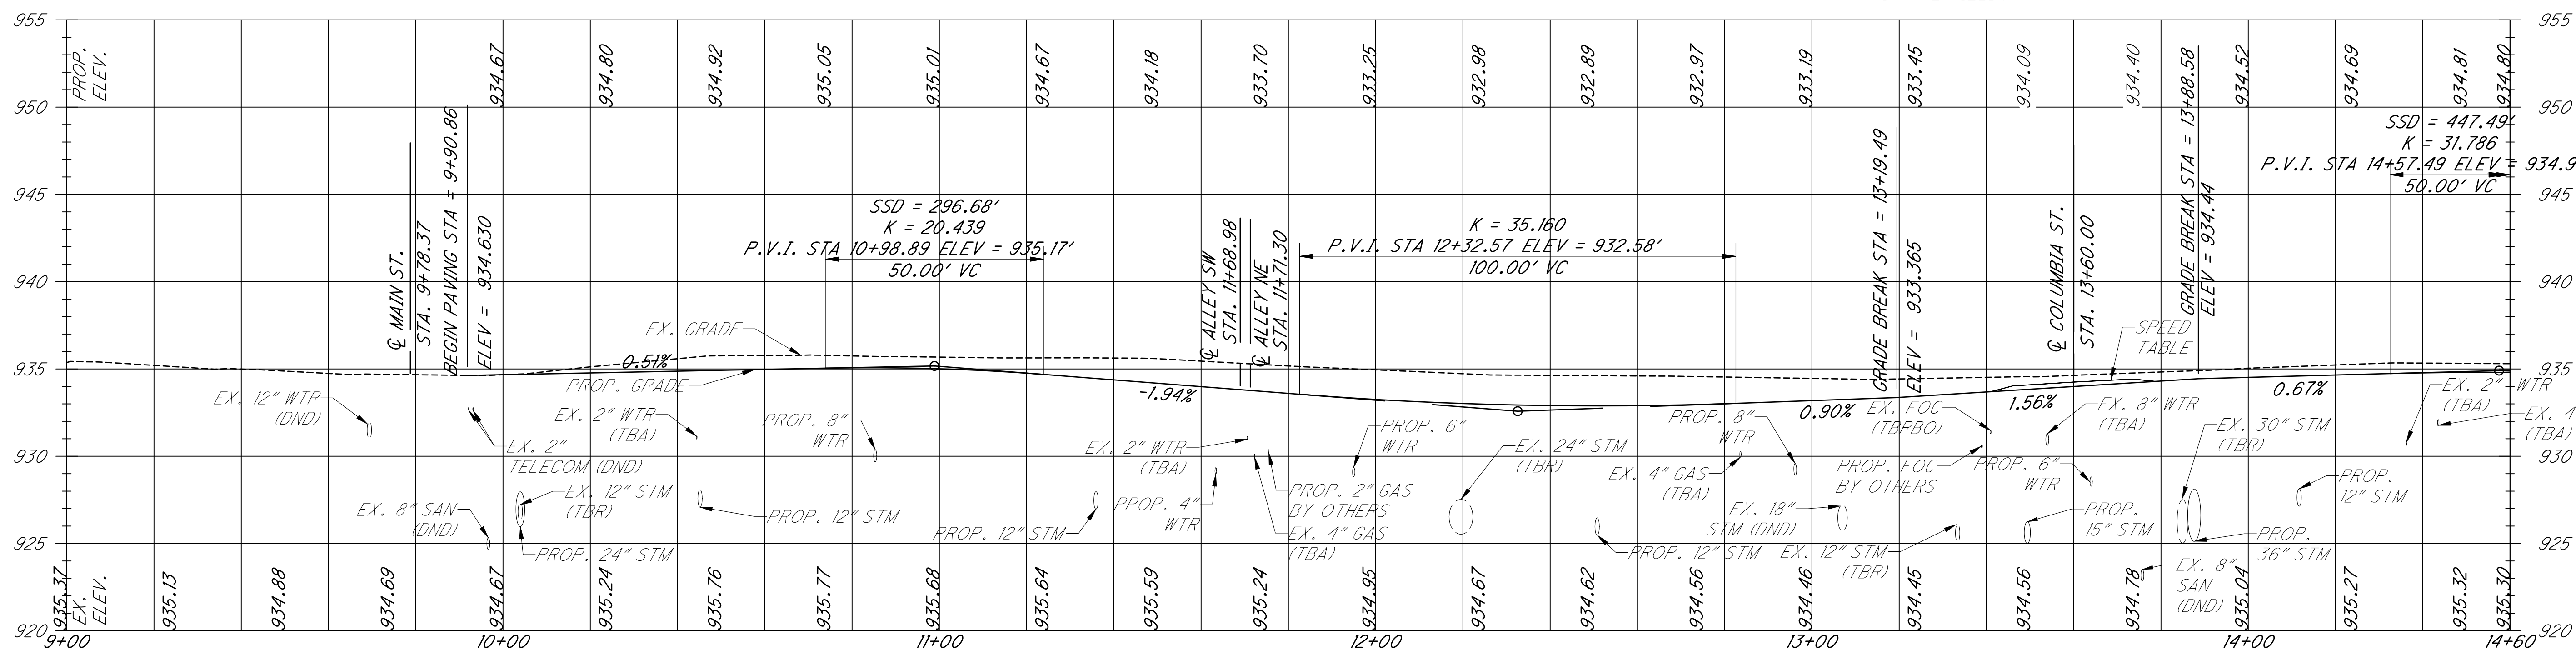 955
950
945
940
935
930
925
920
PROP.
ELEV.
934.67
934.80
934.92
935.05
935.01
934.67
934.18
933.70
933.25
932.98
932.89
932.97
933.19
933.45
934.09
934.40
934.52
934.69
934.81
934.80
955
950
945
940
935
930
925
920
℄ MAIN ST.
STA. 9+78.37
BEGIN PAVING STA = 9+90.86
ELEV = 934.630
SSD = 296.68'
K = 20.439
P.V.I. STA 10+98.89 ELEV = 935.17'
50.00' VC
℄ ALLEY SW
STA. 11+68.98
℄ ALLEY NE
STA. 11+71.30
K = 35.160
P.V.I. STA 12+32.57 ELEV = 932.58'
100.00' VC
GRADE BREAK STA = 13+19.49
ELEV = 933.365
℄ COLUMBIA ST.
STA. 13+60.00
GRADE BREAK STA = 13+88.58
ELEV = 934.44
SSD = 447.49'
K = 31.786
P.V.I. STA 14+57.49 ELEV = 934.9
50.00' VC
EX. GRADE
0.51%
PROP. GRADE
-1.94%
0.90%
1.56%
0.67%
SPEED
TABLE
EX. 12" WTR
(DND)
EX. 2"
TELECOM (DND)
EX. 2" WTR
(TBA)
PROP. 8"
WTR
EX. 8" SAN
(DND)
EX. 12" STM
(TBR)
PROP. 24" STM
PROP. 12" STM
PROP. 12" STM
EX. 2" WTR
(TBA)
PROP. 4"
WTR
PROP. 2" GAS
BY OTHERS
EX. 4" GAS
(TBA)
PROP. 6"
WTR
EX. 24" STM
(TBR)
PROP. 12" STM
EX. 4" GAS
(TBA)
PROP. 8"
WTR
EX. 18"
STM (DND)
EX. 12" STM
(TBR)
EX. FOC
(TBRBO)
PROP. FOC
BY OTHERS
PROP. 6"
WTR
EX. 8" WTR
(TBA)
PROP.
15" STM
EX. 30" STM
(TBR)
PROP.
36" STM
EX. 8"
SAN
(DND)
PROP.
12" STM
EX. 2" WTR
(TBA)
EX. 4
(TBA)
EX.
ELEV.
935.37
935.13
934.88
934.69
934.67
935.24
935.76
935.77
935.68
935.64
935.59
935.24
934.95
934.67
934.62
934.56
934.46
934.45
934.56
934.78
935.04
935.27
935.32
935.30
9+00
10+00
11+00
12+00
13+00
14+00
14+60